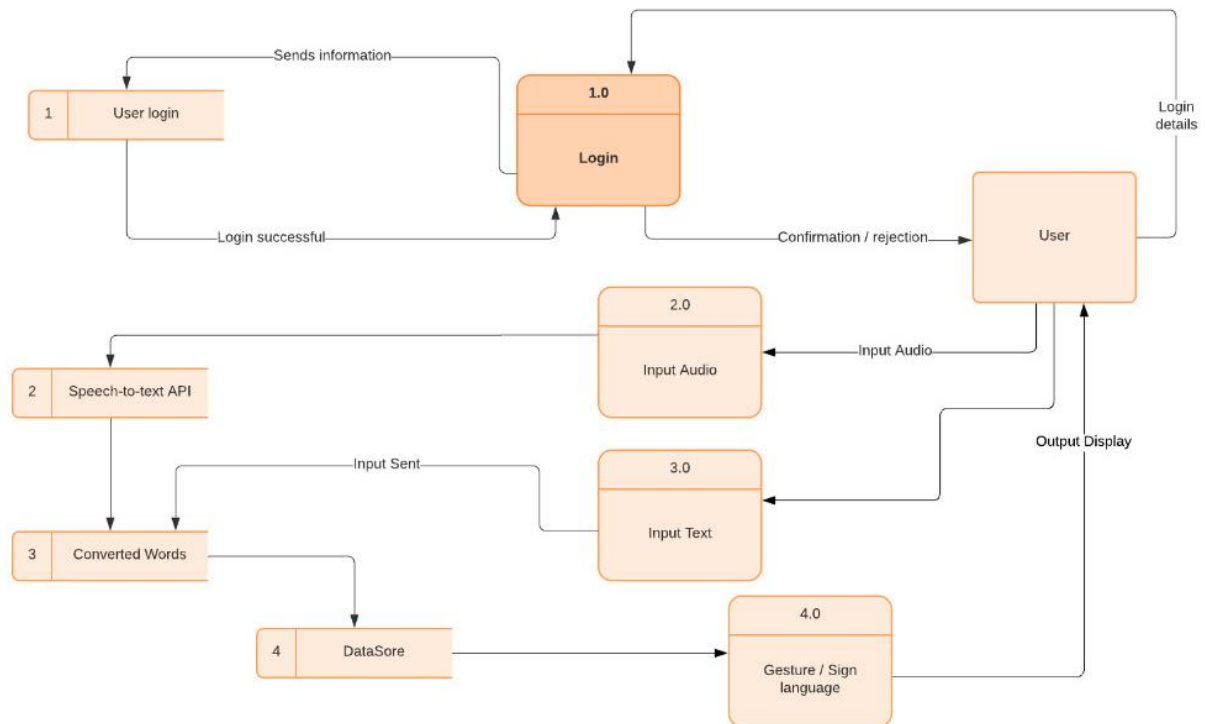 Sends information
1.0
Login
details
1
User login
Login
Login successful
Confirmation / rejection
User
2.0
Input Audio
Input Audio
2
Speech-to-text API
Output Display
Input Sent
3.0
Input Text
3
Converted Words
4.0
4
DataSore
Gesture / Sign
language